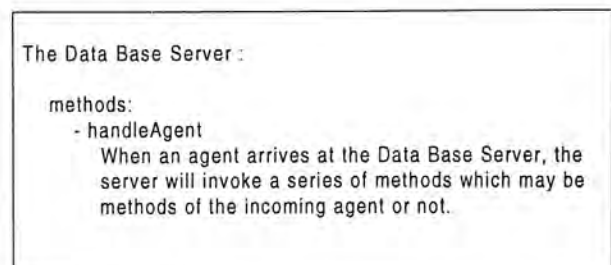 The Data Base Server :
methods:
- handleAgent
When an agent arrives at the Data Base Server, the
server will invoke a series of methods which may be
methods of the incoming agent or not.